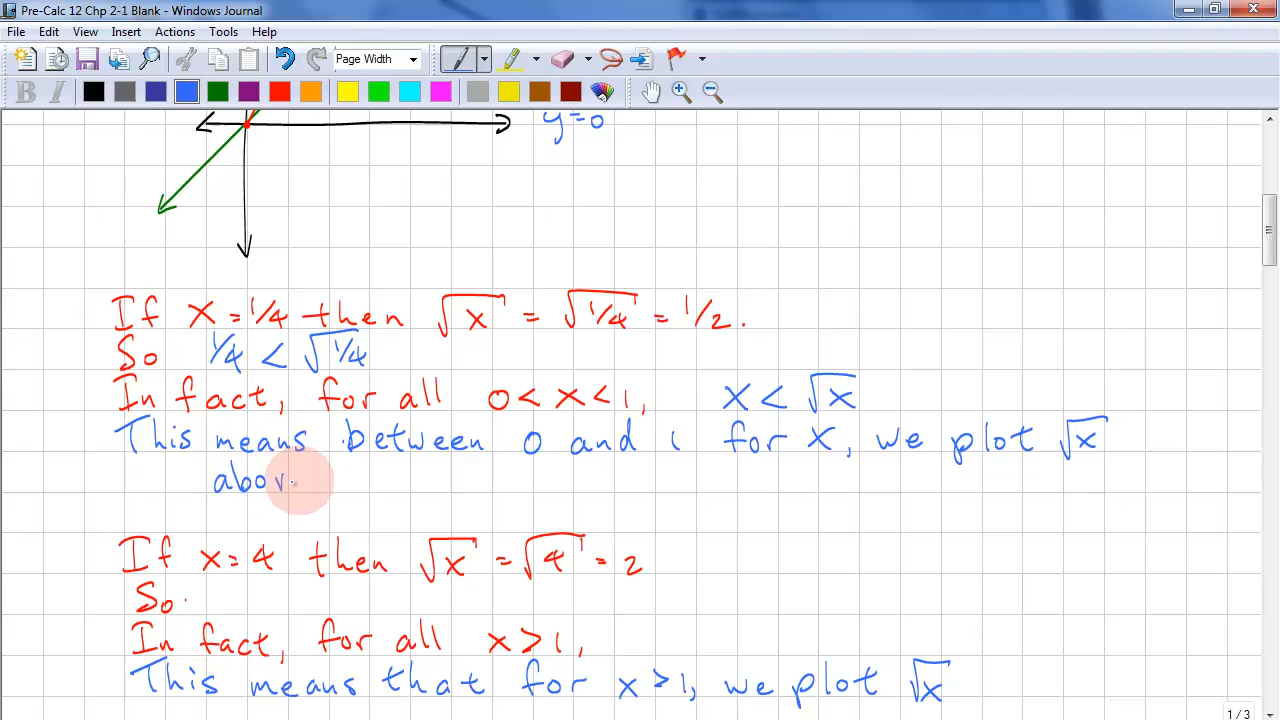 Pre-Calc 12 Chp 2-1 Blank - Windows Journal
File Edit View Insert Actions Tools Help
Page Width
B I
y=0
If x = 1/4 then √x = √1/4 = 1/2.
So 1/4 < √1/4
In fact, for all 0 < x < 1, x < √x
This means between 0 and 1 for x, we plot √x
abov
If x = 4 then √x = √4 = 2
So
In fact, for all x > 1,
This means that for x > 1, we plot √x
1 / 3